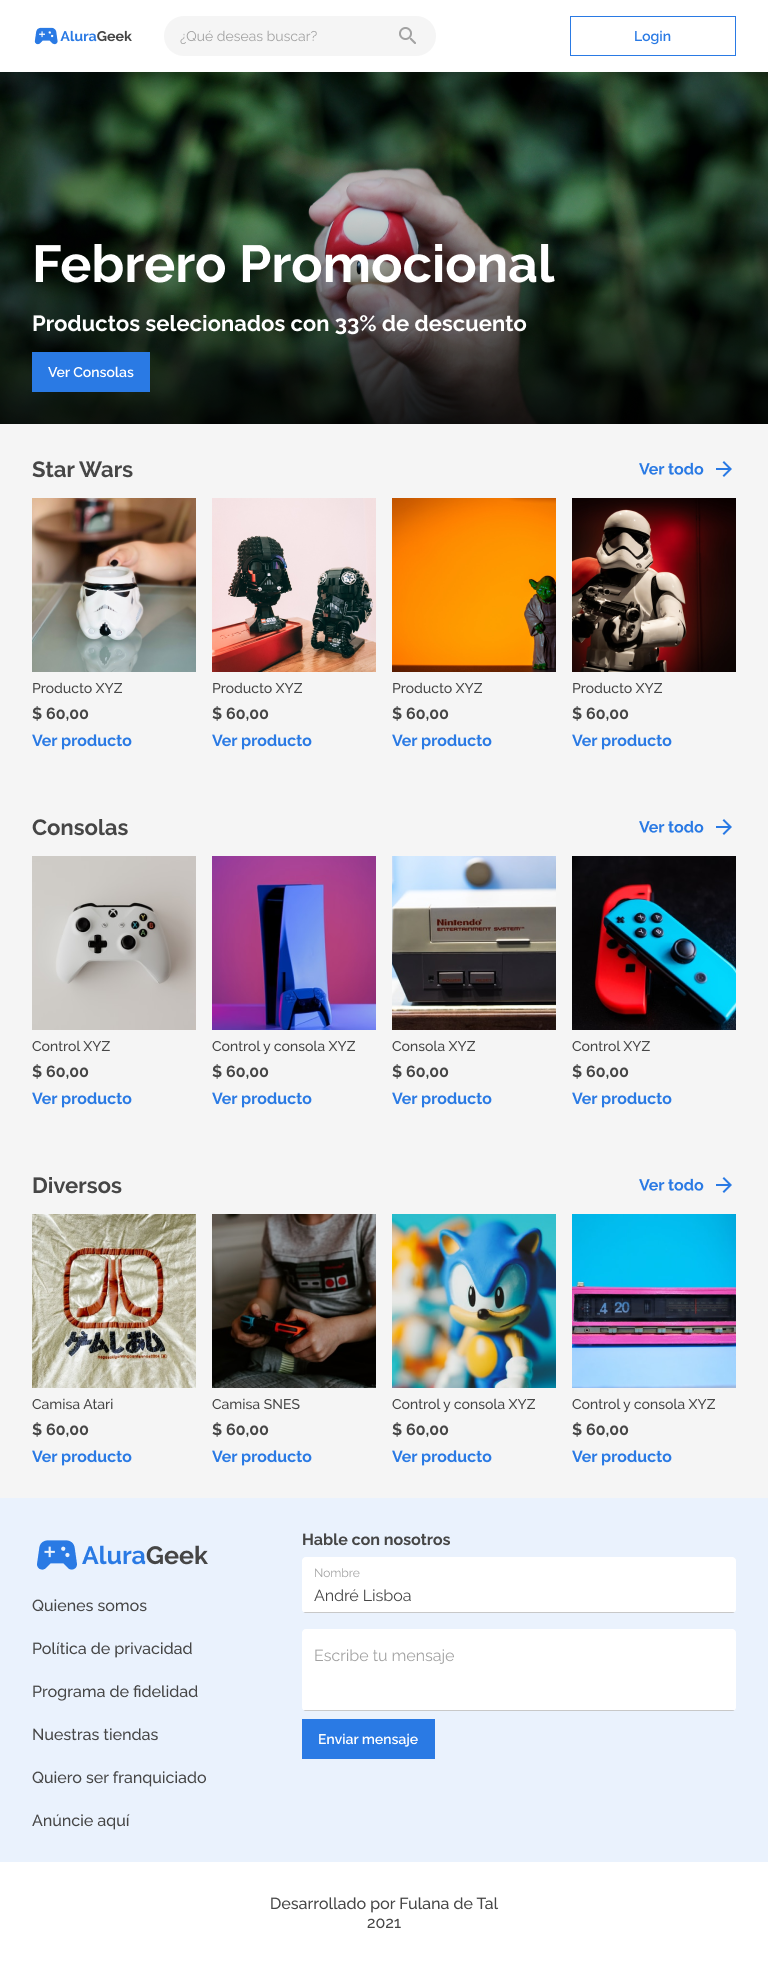 AluraGeek
¿Qué deseas buscar?
Login
Febrero Promocional
Productos selecionados con 33% de descuento
Ver Consolas
Star Wars
Ver todo
Producto XYZ
$ 60,00
Ver producto
Producto XYZ
$ 60,00
Ver producto
Producto XYZ
$ 60,00
Ver producto
Producto XYZ
$ 60,00
Ver producto
Consolas
Ver todo
Nintendo
ENTERTAINMENT SYSTEM™
Control XYZ
$ 60,00
Ver producto
Control y consola XYZ
$ 60,00
Ver producto
Consola XYZ
$ 60,00
Ver producto
Control XYZ
$ 60,00
Ver producto
Diversos
Ver todo
4 20
Camisa Atari
$ 60,00
Ver producto
Camisa SNES
$ 60,00
Ver producto
Control y consola XYZ
$ 60,00
Ver producto
Control y consola XYZ
$ 60,00
Ver producto
AluraGeek
Quienes somos
Política de privacidad
Programa de fidelidad
Nuestras tiendas
Quiero ser franquiciado
Anúncie aquí
Hable con nosotros
Nombre
André Lisboa
Escribe tu mensaje
Enviar mensaje
Desarrollado por Fulana de Tal
2021